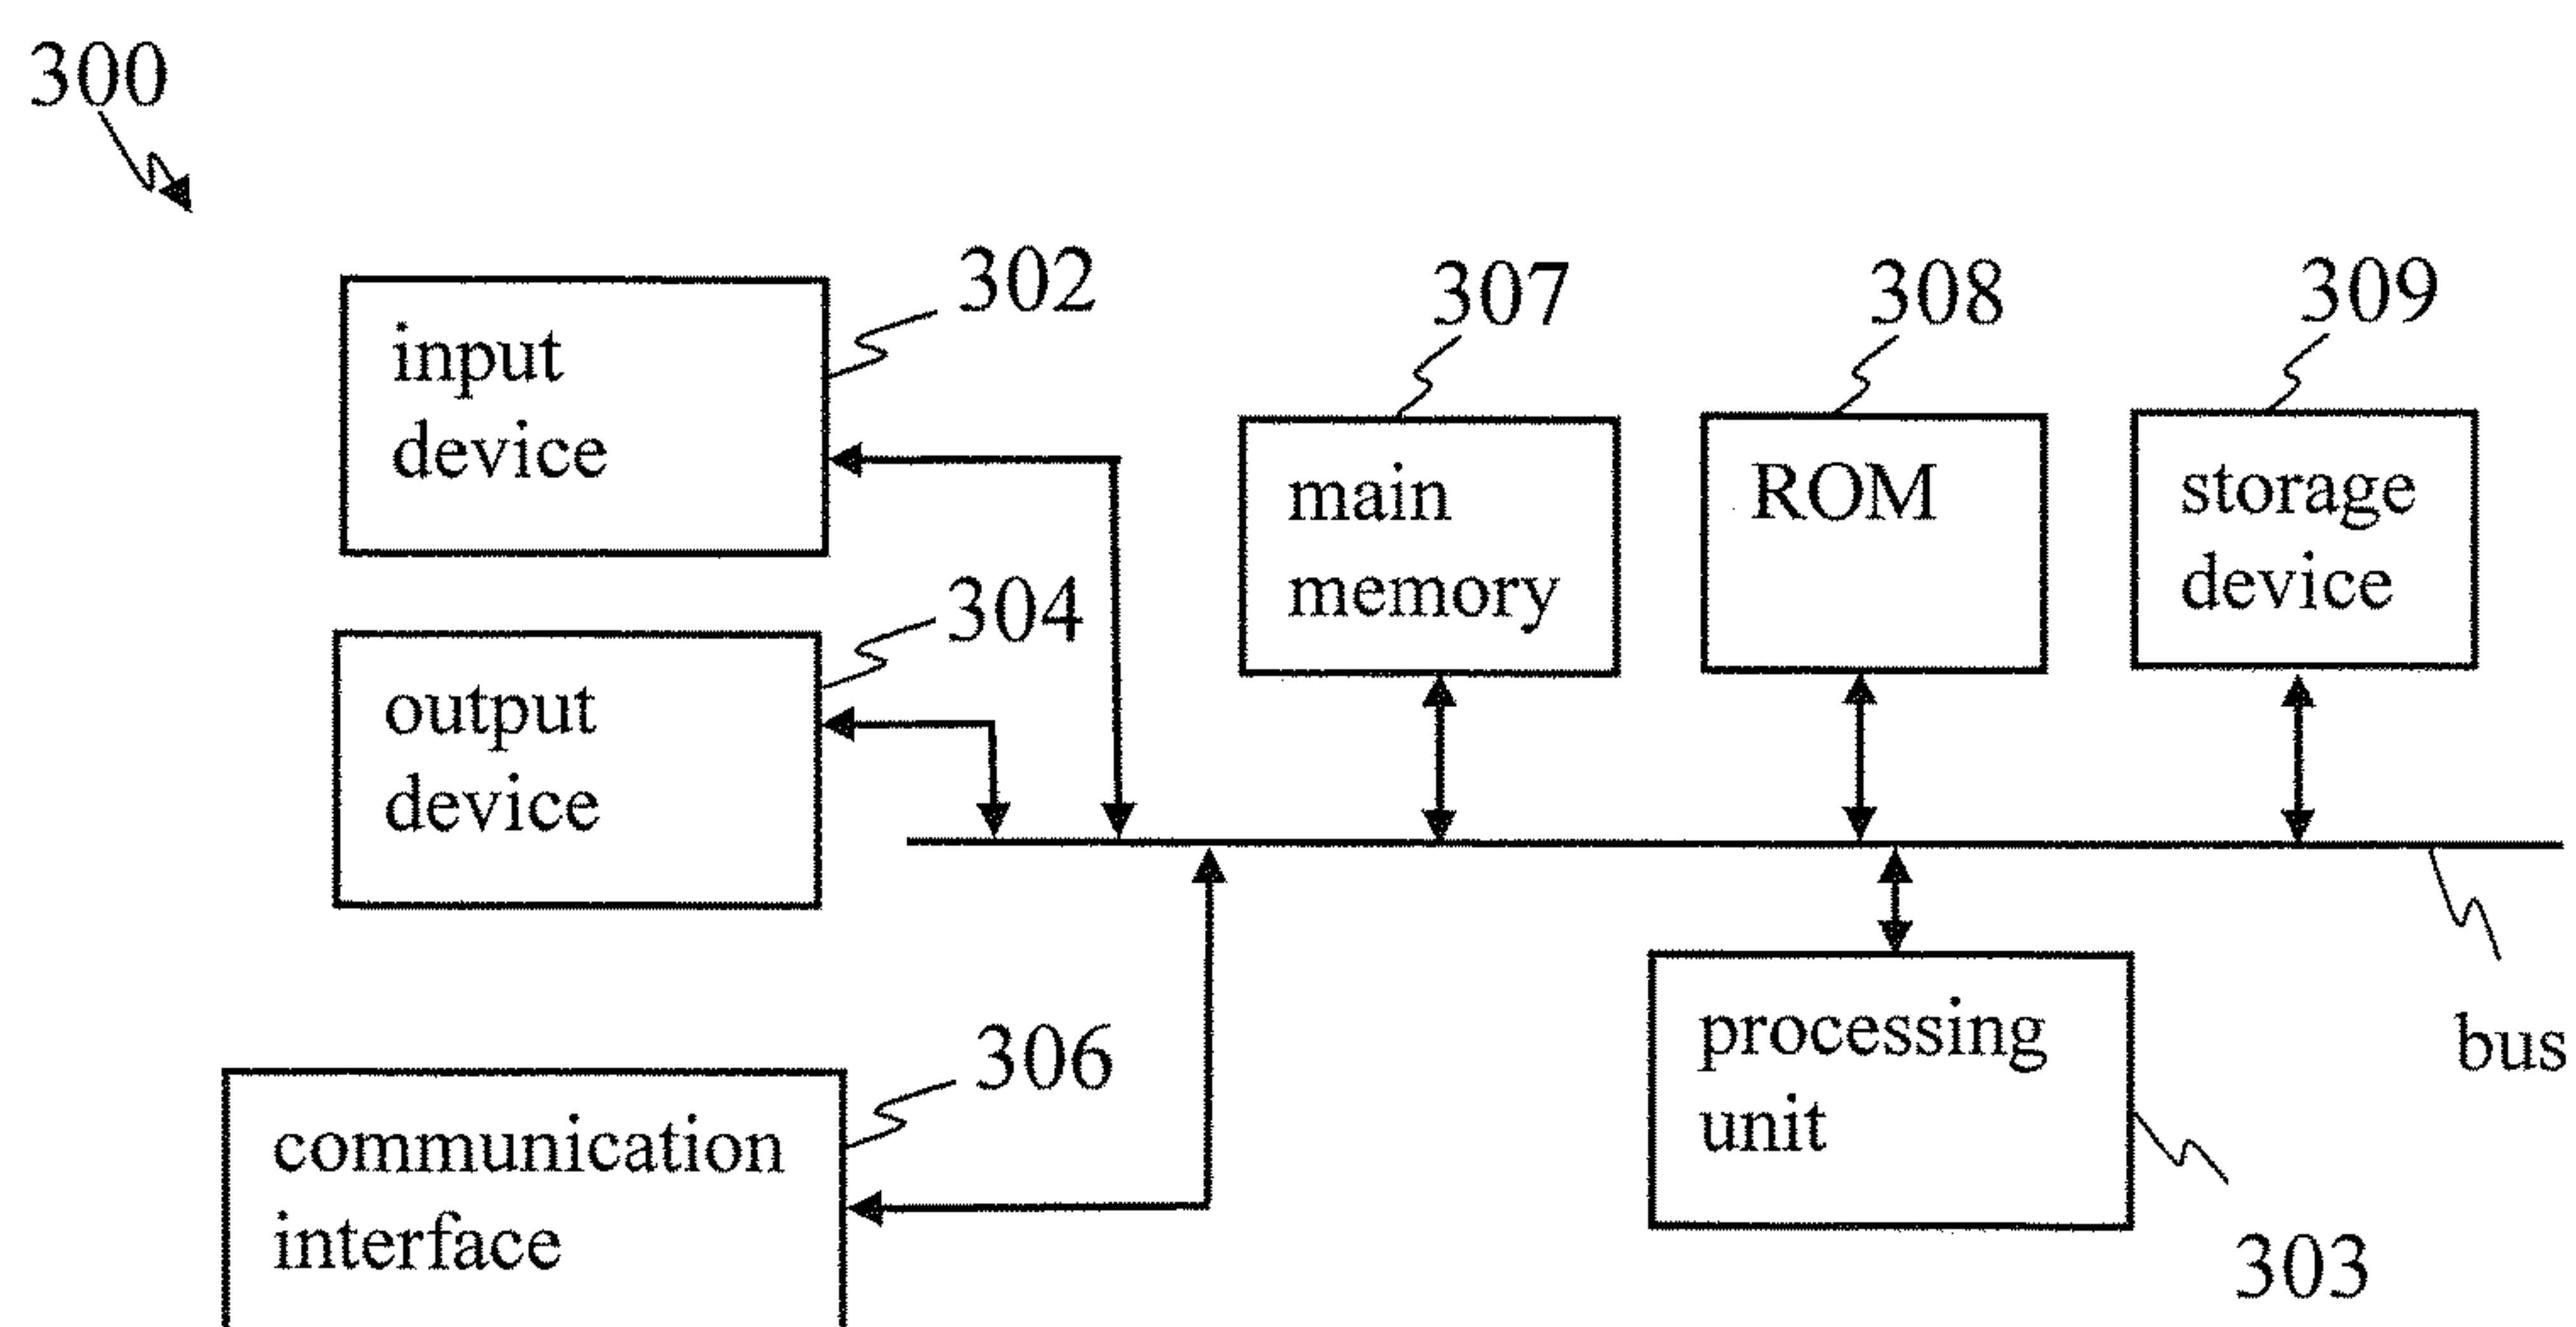 300
302
input
device
304
output
device
306
communication
interface
307
main
memory
308
ROM
309
storage
device
bus
processing
unit
303